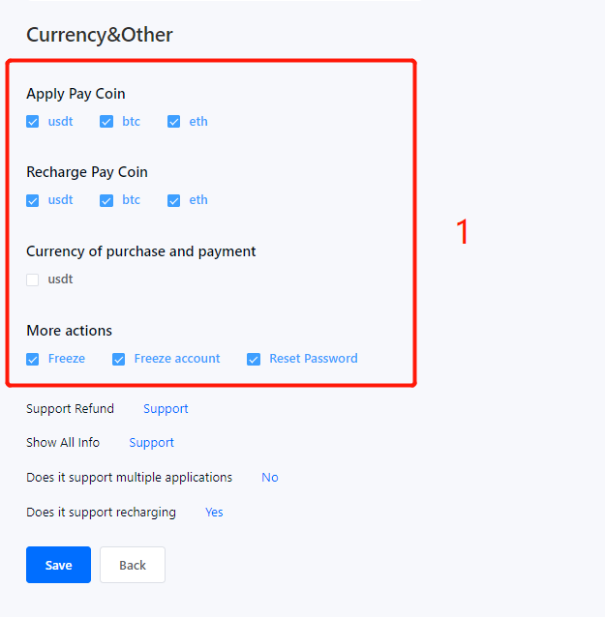 Currency&Other
Apply Pay Coin
usdt btc eth
Recharge Pay Coin
usdt btc eth
1
Currency of purchase and payment
usdt
More actions
Freeze Freeze account Reset Password
Support Refund Support
Show All Info Support
Does it support multiple applications No
Does it support recharging Yes
Save Back